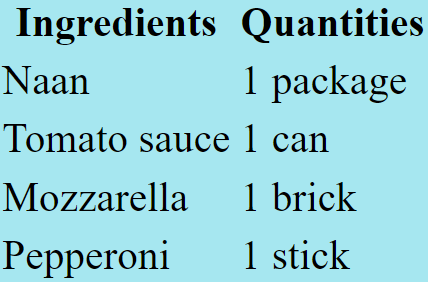 Ingredients Quantities
Naan 1 package
Tomato sauce 1 can
Mozzarella 1 brick
Pepperoni 1 stick